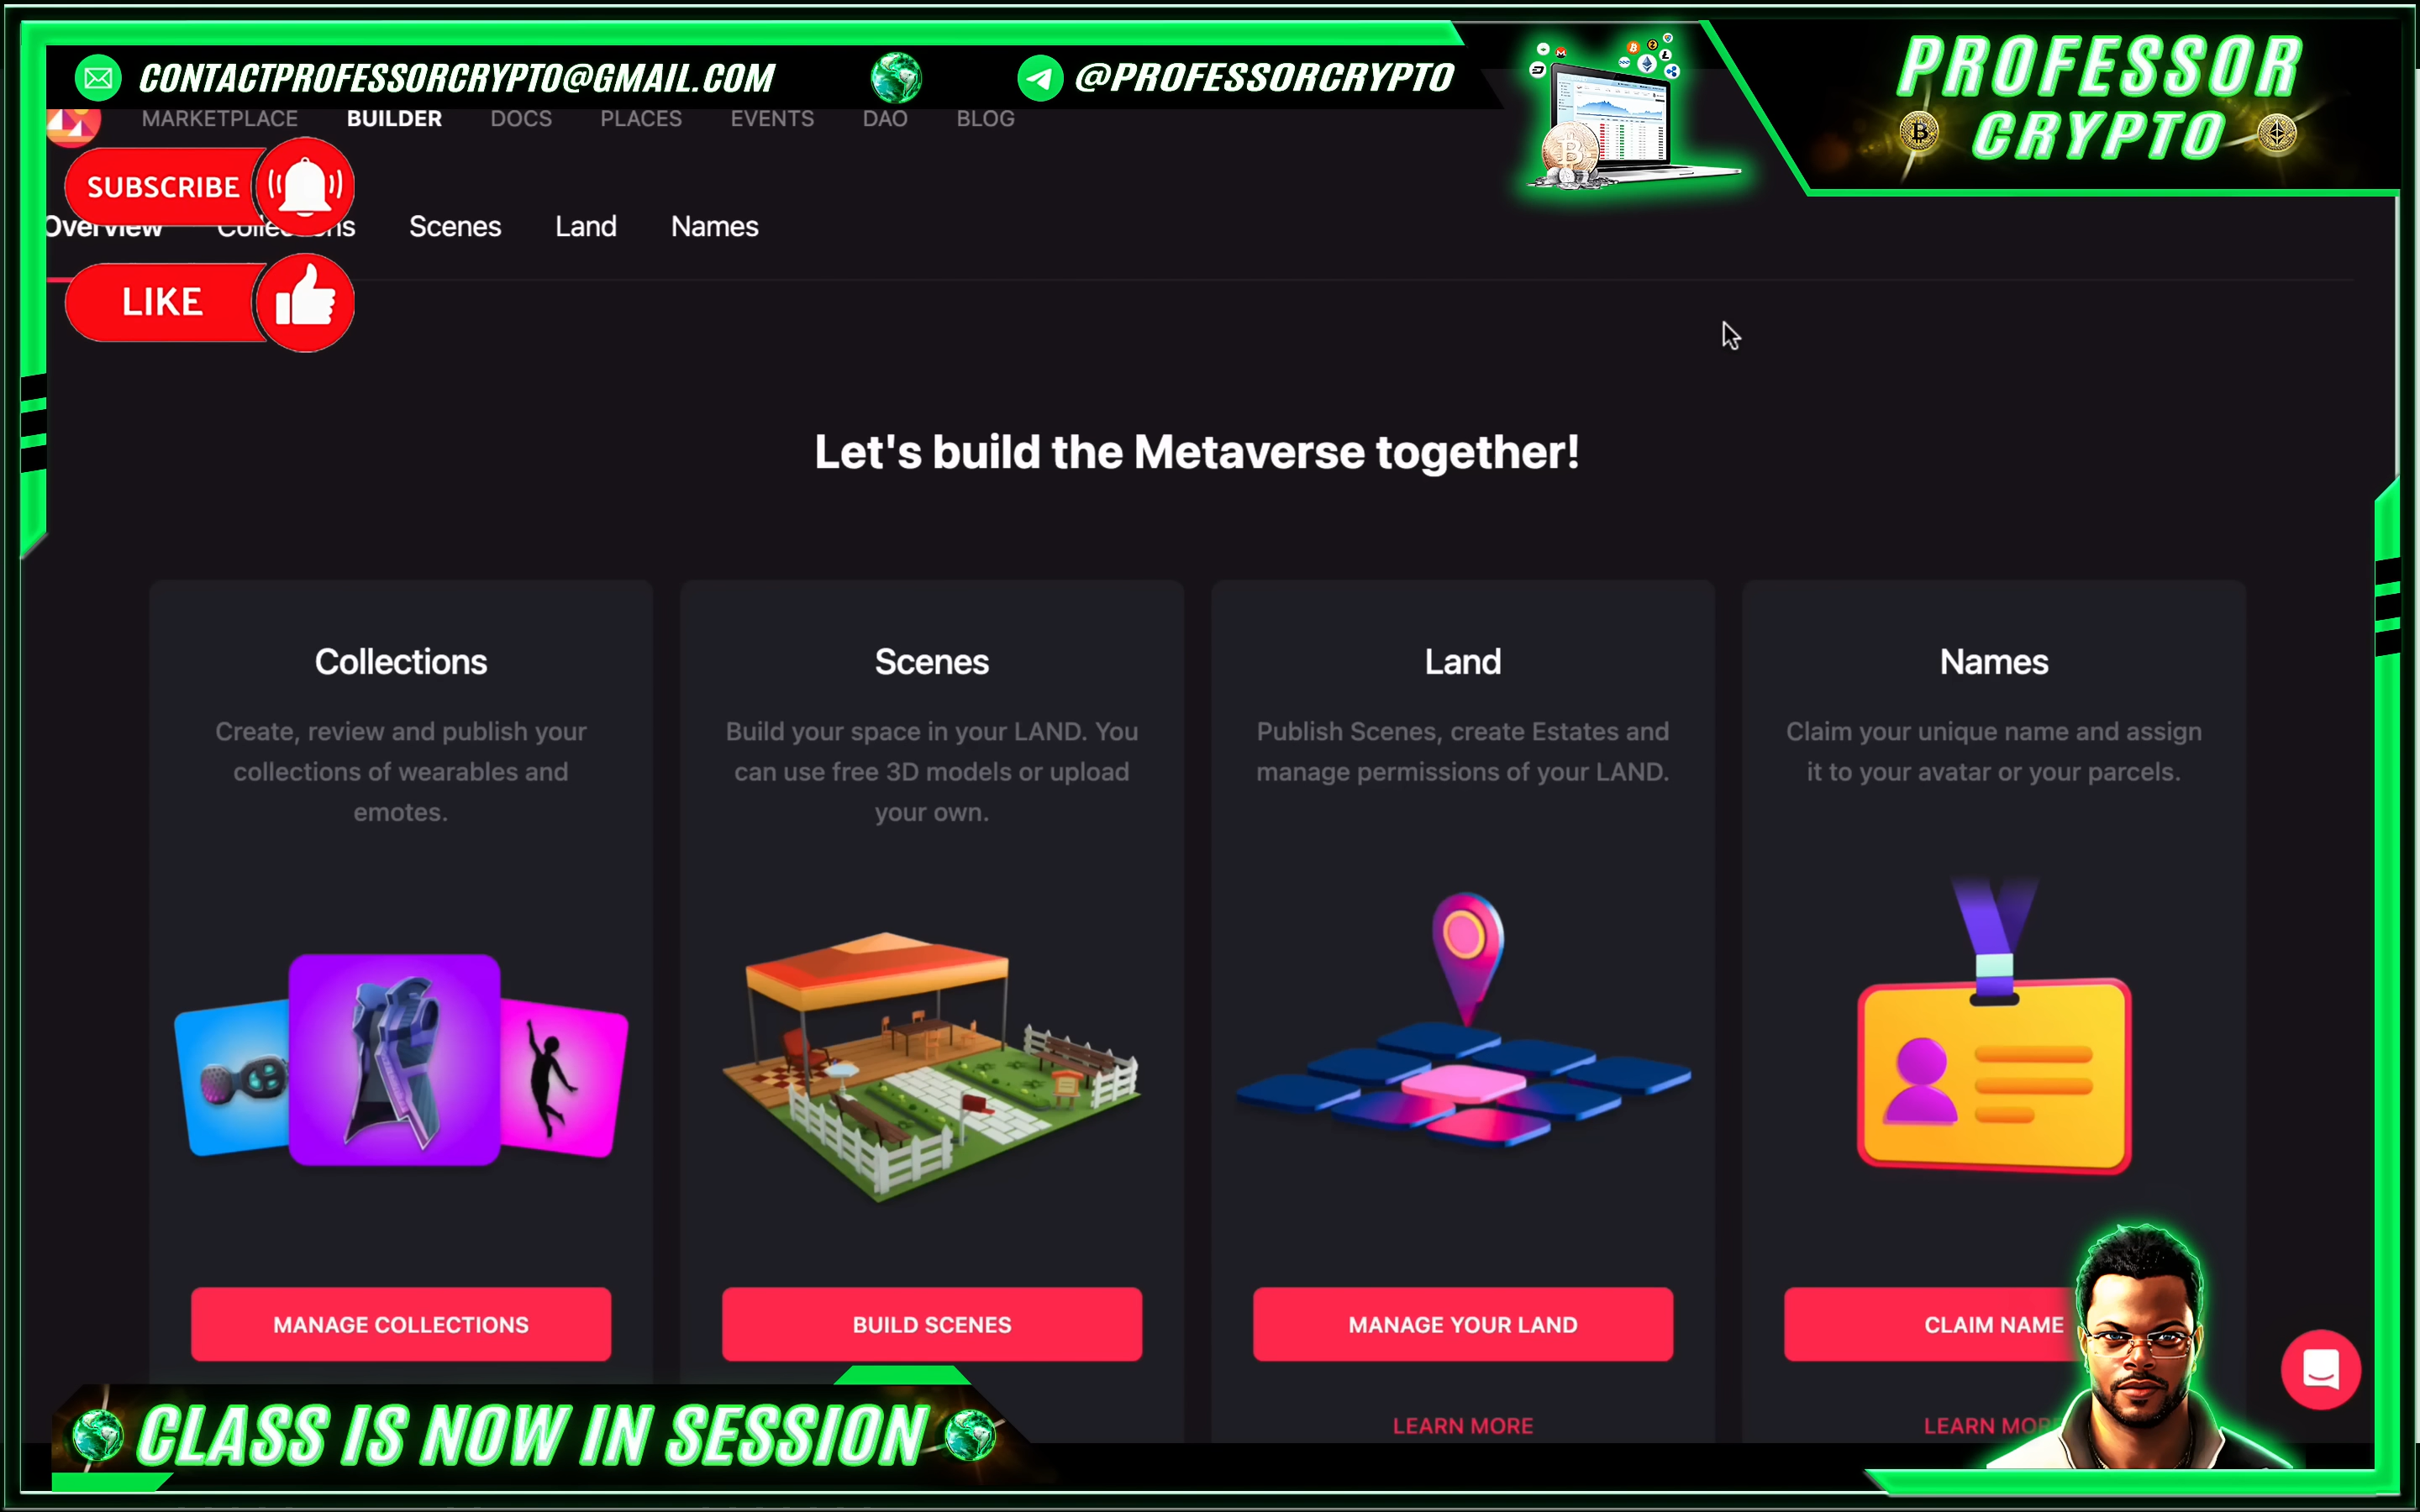 CONTACTPROFESSORCRYPTO@GMAIL.COM
@PROFESSORCRYPTO
PROFESSOR
CRYPTO
MARKETPLACE BUILDER DOCS PLACES EVENTS DAO BLOG
SUBSCRIBE
Overview Collections Scenes Land Names
LIKE
Let's build the Metaverse together!
Collections
Create, review and publish your
collections of wearables and
emotes.
MANAGE COLLECTIONS
Scenes
Build your space in your LAND. You
can use free 3D models or upload
your own.
BUILD SCENES
Land
Publish Scenes, create Estates and
manage permissions of your LAND.
MANAGE YOUR LAND
LEARN MORE
Names
Claim your unique name and assign
it to your avatar or your parcels.
CLAIM NAME
LEARN MORE
CLASS IS NOW IN SESSION